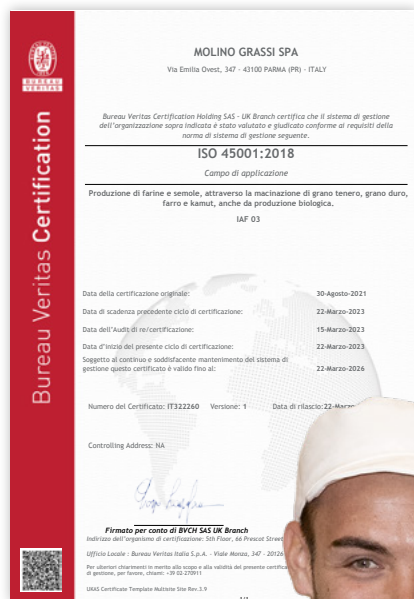 BUREAU
VERITAS
Bureau Veritas Certification
MOLINO GRASSI SPA
Via Emilia Ovest, 347 - 43100 PARMA (PR) - ITALY
Bureau Veritas Certification Holding SAS - UK Branch certifica che il sistema di gestione
dell'organizzazione sopra indicata è stato valutato e giudicato conforme ai requisiti della
norma di sistema di gestione seguente.
ISO 45001:2018
Campo di applicazione
Produzione di farine e semole, attraverso la macinazione di grano tenero, grano duro,
farro e kamut, anche da produzione biologica.
IAF 03
Data della certificazione originale: 30-Agosto-2021
Data di scadenza precedente ciclo di certificazione: 22-Marzo-2023
Data dell'Audit di re/certificazione: 15-Marzo-2023
Data d'inizio del presente ciclo di certificazione: 22-Marzo-2023
Soggetto al continuo e soddisfacente mantenimento del sistema di
gestione questo certificato è valido fino al: 22-Marzo-2026
Numero del Certificato: IT322260 Versione: 1 Data di rilascio: 22-Marzo
Controlling Address: NA
Firmato per conto di BVCH SAS UK Branch
Indirizzo dell'organismo di certificazione: 5th Floor, 66 Prescot Street
Ufficio Locale : Bureau Veritas Italia S.p.A. - Viale Monza, 347 - 20126
Per ulteriori chiarimenti in merito allo scopo e alla validità del presente
di gestione, per favore, chiami: +39 02-270911
UKAS Certificate Template Multisite Site Rev.3.9